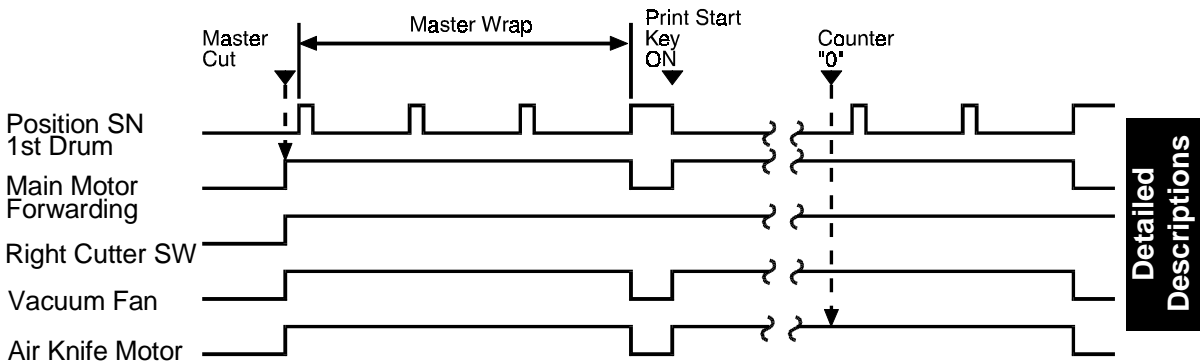 Master
Cut
Master Wrap
Print Start
Key
ON
Counter
"0"
Position SN
1st Drum
Main Motor
Forwarding
Right Cutter SW
Vacuum Fan
Air Knife Motor
Detailed
Descriptions